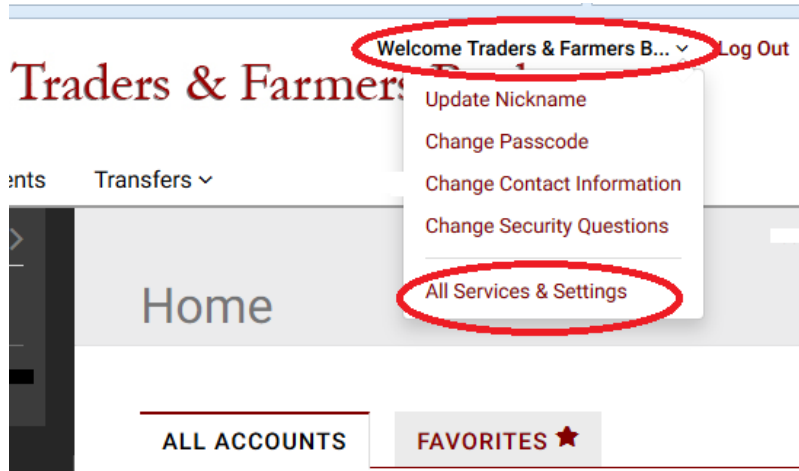 Welcome Traders & Farmers B...
Log Out
Traders & Farmers
Update Nickname
Change Passcode
Change Contact Information
Change Security Questions
All Services & Settings
Transfers
Home
ALL ACCOUNTS
FAVORITES